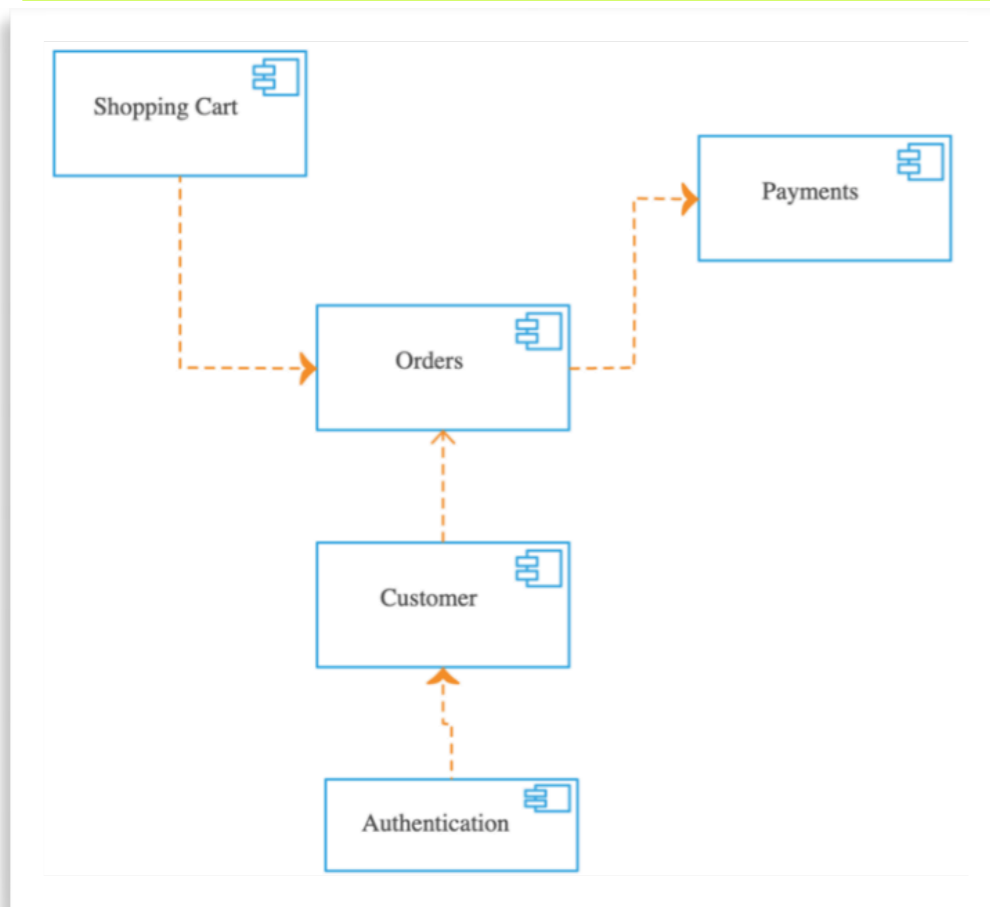 Shopping Cart
Payments
Orders
Customer
Authentication